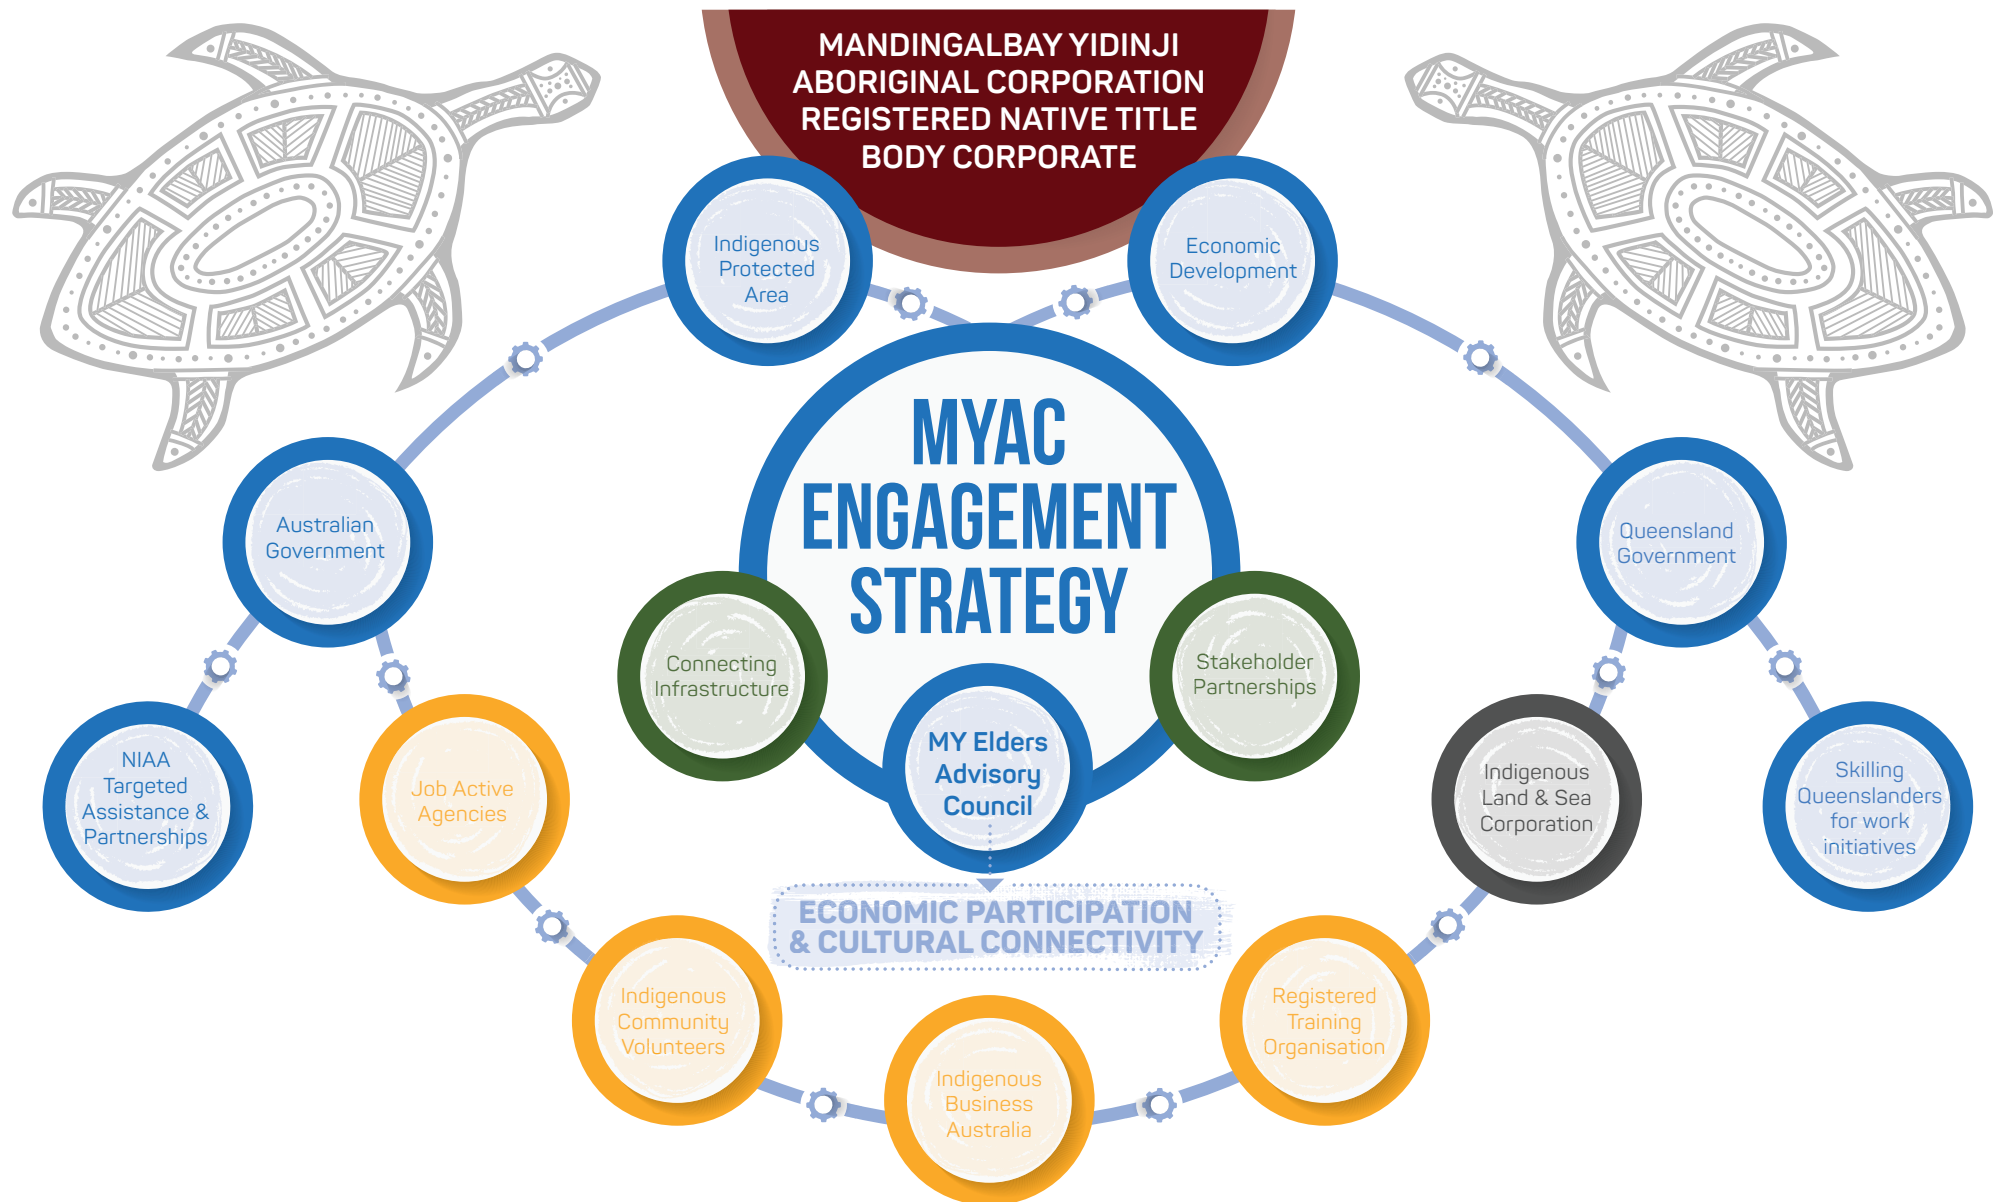 MANDINGALBAY YIDINJI
ABORIGINAL CORPORATION
REGISTERED NATIVE TITLE
BODY CORPORATE
Indigenous
Protected
Area
Economic
Development
MYAC
ENGAGEMENT
STRATEGY
Australian
Government
Queensland
Government
Connecting
Infrastructure
Stakeholder
Partnerships
MY Elders
Advisory
Council
NIAA
Targeted
Assistance &
Partnerships
Job Active
Agencies
Indigenous
Land & Sea
Corporation
Skilling
Queenslanders
for work
initiatives
ECONOMIC PARTICIPATION
& CULTURAL CONNECTIVITY
Indigenous
Community
Volunteers
Indigenous
Business
Australia
Registered
Training
Organisation